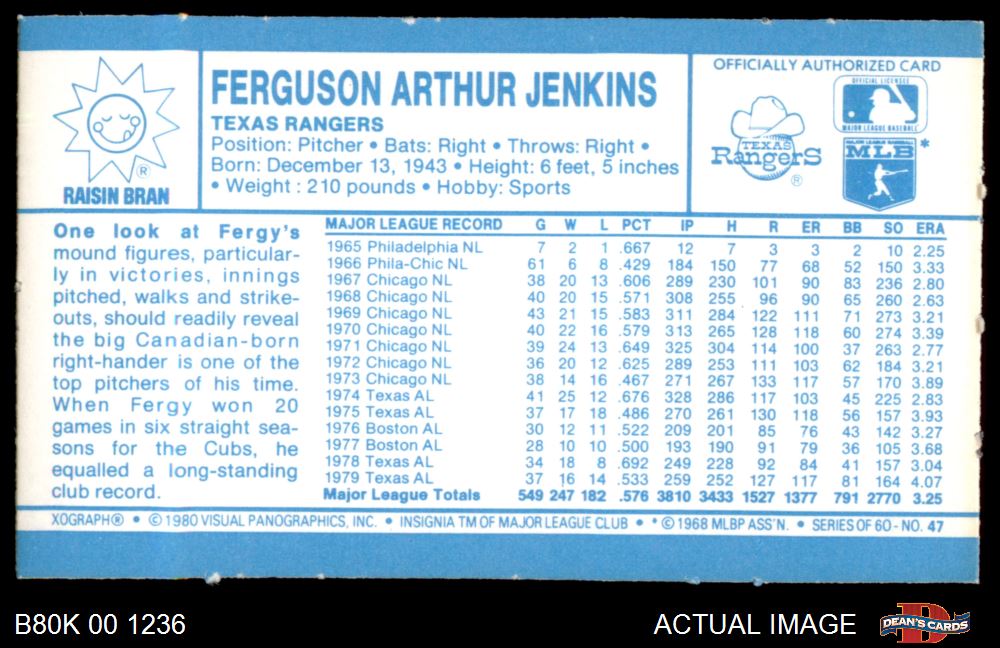 FERGUSON ARTHUR JENKINS
TEXAS RANGERS
Position: Pitcher • Bats: Right • Throws: Right •
Born: December 13, 1943 • Height: 6 feet, 5 inches
• Weight : 210 pounds • Hobby: Sports
®
RAISIN BRAN
OFFICIALLY AUTHORIZED CARD
OFFICIAL LICENSEE
MAJOR LEAGUE BASEBALL
TEXAS
RangerS
®
MAJOR LEAGUE BASEBALL
MLB *
One look at Fergy's
mound figures, particular-
ly in victories, innings
pitched, walks and strike-
outs, should readily reveal
the big Canadian-born
right-hander is one of the
top pitchers of his time.
When Fergy won 20
games in six straight sea-
sons for the Cubs, he
equalled a long-standing
club record.
MAJOR LEAGUE RECORD G W L PCT IP H R ER BB SO ERA
1965 Philadelphia NL 7 2 1 .667 12 7 3 3 2 10 2.25
1966 Phila-Chic NL 61 6 8 .429 184 150 77 68 52 150 3.33
1967 Chicago NL 38 20 13 .606 289 230 101 90 83 236 2.80
1968 Chicago NL 40 20 15 .571 308 255 96 90 65 260 2.63
1969 Chicago NL 43 21 15 .583 311 284 122 111 71 273 3.21
1970 Chicago NL 40 22 16 .579 313 265 128 118 60 274 3.39
1971 Chicago NL 39 24 13 .649 325 304 114 100 37 263 2.77
1972 Chicago NL 36 20 12 .625 289 253 111 103 62 184 3.21
1973 Chicago NL 38 14 16 .467 271 267 133 117 57 170 3.89
1974 Texas AL 41 25 12 .676 328 286 117 103 45 225 2.83
1975 Texas AL 37 17 18 .486 270 261 130 118 56 157 3.93
1976 Boston AL 30 12 11 .522 209 201 85 76 43 142 3.27
1977 Boston AL 28 10 10 .500 193 190 91 79 36 105 3.68
1978 Texas AL 34 18 8 .692 249 228 92 84 41 157 3.04
1979 Texas AL 37 16 14 .533 259 252 127 117 81 164 4.07
Major League Totals 549 247 182 .576 3810 3433 1527 1377 791 2770 3.25
XOGRAPH® • © 1980 VISUAL PANOGRAPHICS, INC. • INSIGNIA TM OF MAJOR LEAGUE CLUB • * © 1968 MLBP ASS'N. • SERIES OF 60 - NO. 47
B80K 00 1236
ACTUAL IMAGE
D
DEAN'S CARDS